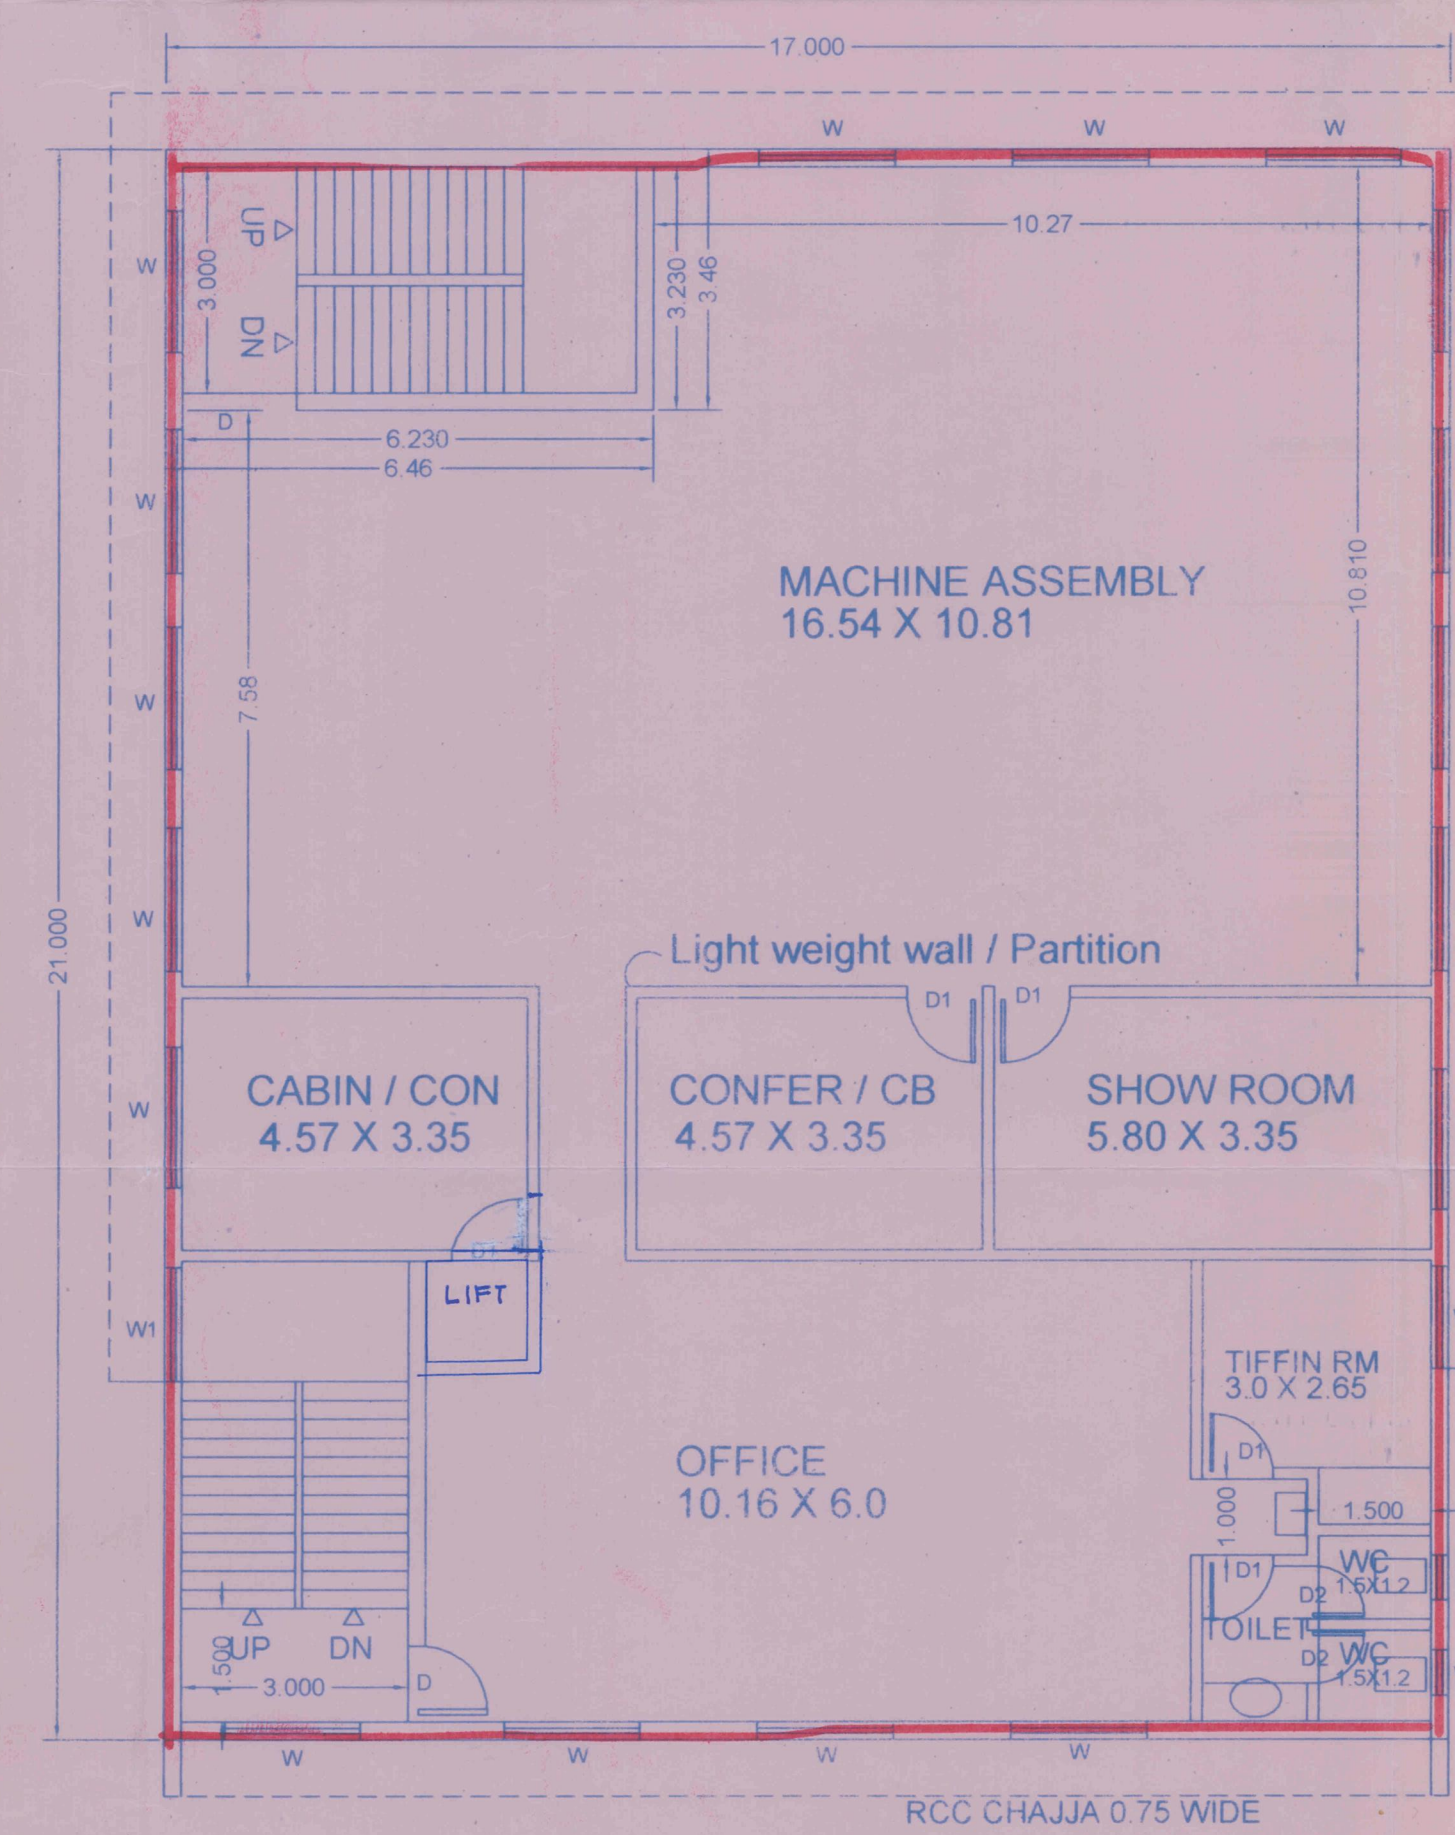 17.000
W
W
W
UP
3.000
DN
W
3.230
3.46
10.27
D
6.230
6.46
W
MACHINE ASSEMBLY
16.54 X 10.81
10.810
7.58
W
W
21.000
Light weight wall / Partition
D1
D1
CABIN / CON
4.57 X 3.35
CONFER / CB
4.57 X 3.35
SHOW ROOM
5.80 X 3.35
W
D1
LIFT
W1
TIFFIN RM
3.0 X 2.65
D1
OFFICE
10.16 X 6.0
1.000
1.500
WC
1.5X1.2
D1
D2
TOILET
D2
WC
1.5X1.2
UP
DN
1.500
3.000
D
W
W
W
W
RCC CHAJJA 0.75 WIDE